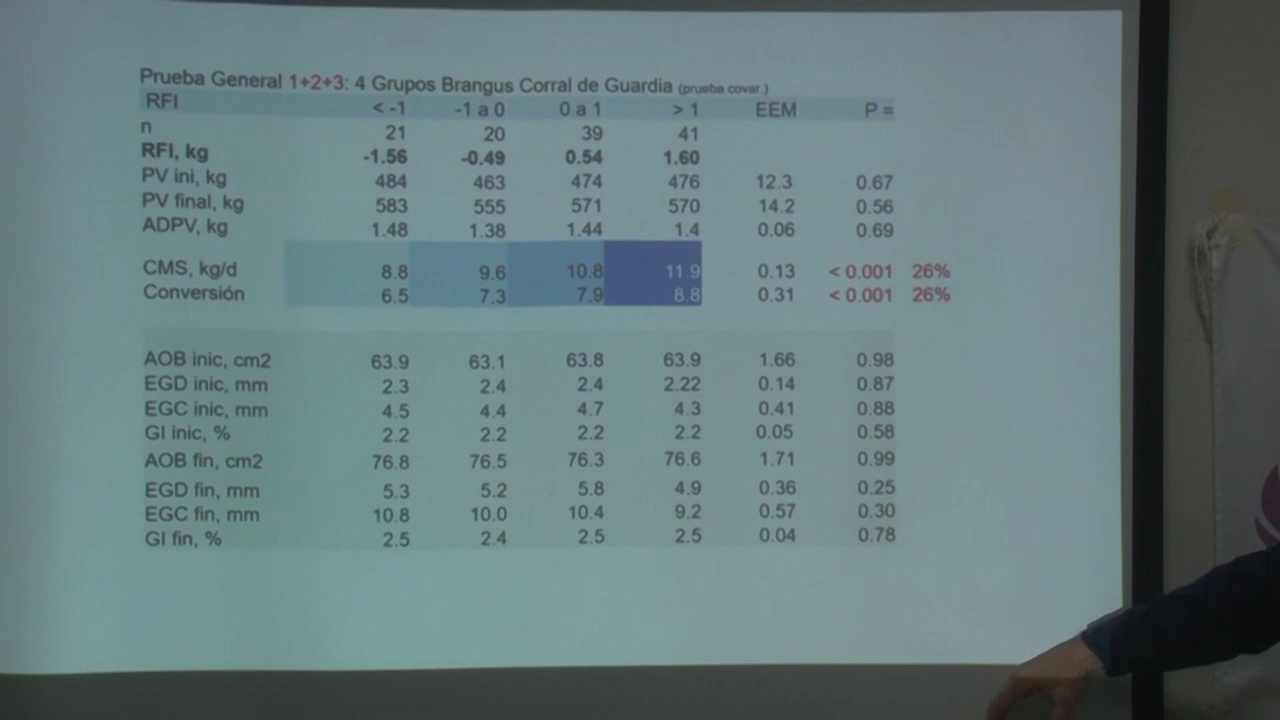 Prueba General 1+2+3: 4 Grupos Brangus Corral de Guardia (prueba covar.)
RFI < -1 -1 a 0 0 a 1 > 1 EEM P =
n 21 20 39 41
RFI, kg -1.56 -0.49 0.54 1.60
PV ini, kg 484 463 474 476 12.3 0.67
PV final, kg 583 555 571 570 14.2 0.56
ADPV, kg 1.48 1.38 1.44 1.4 0.06 0.69
CMS, kg/d 8.8 9.6 10.8 11.9 0.13 < 0.001 26%
Conversión 6.5 7.3 7.9 8.8 0.31 < 0.001 26%
AOB inic, cm2 63.9 63.1 63.8 63.9 1.66 0.98
EGD inic, mm 2.3 2.4 2.4 2.22 0.14 0.87
EGC inic, mm 4.5 4.4 4.7 4.3 0.41 0.88
GI inic, % 2.2 2.2 2.2 2.2 0.05 0.58
AOB fin, cm2 76.8 76.5 76.3 76.6 1.71 0.99
EGD fin, mm 5.3 5.2 5.8 4.9 0.36 0.25
EGC fin, mm 10.8 10.0 10.4 9.2 0.57 0.30
GI fin, % 2.5 2.4 2.5 2.5 0.04 0.78